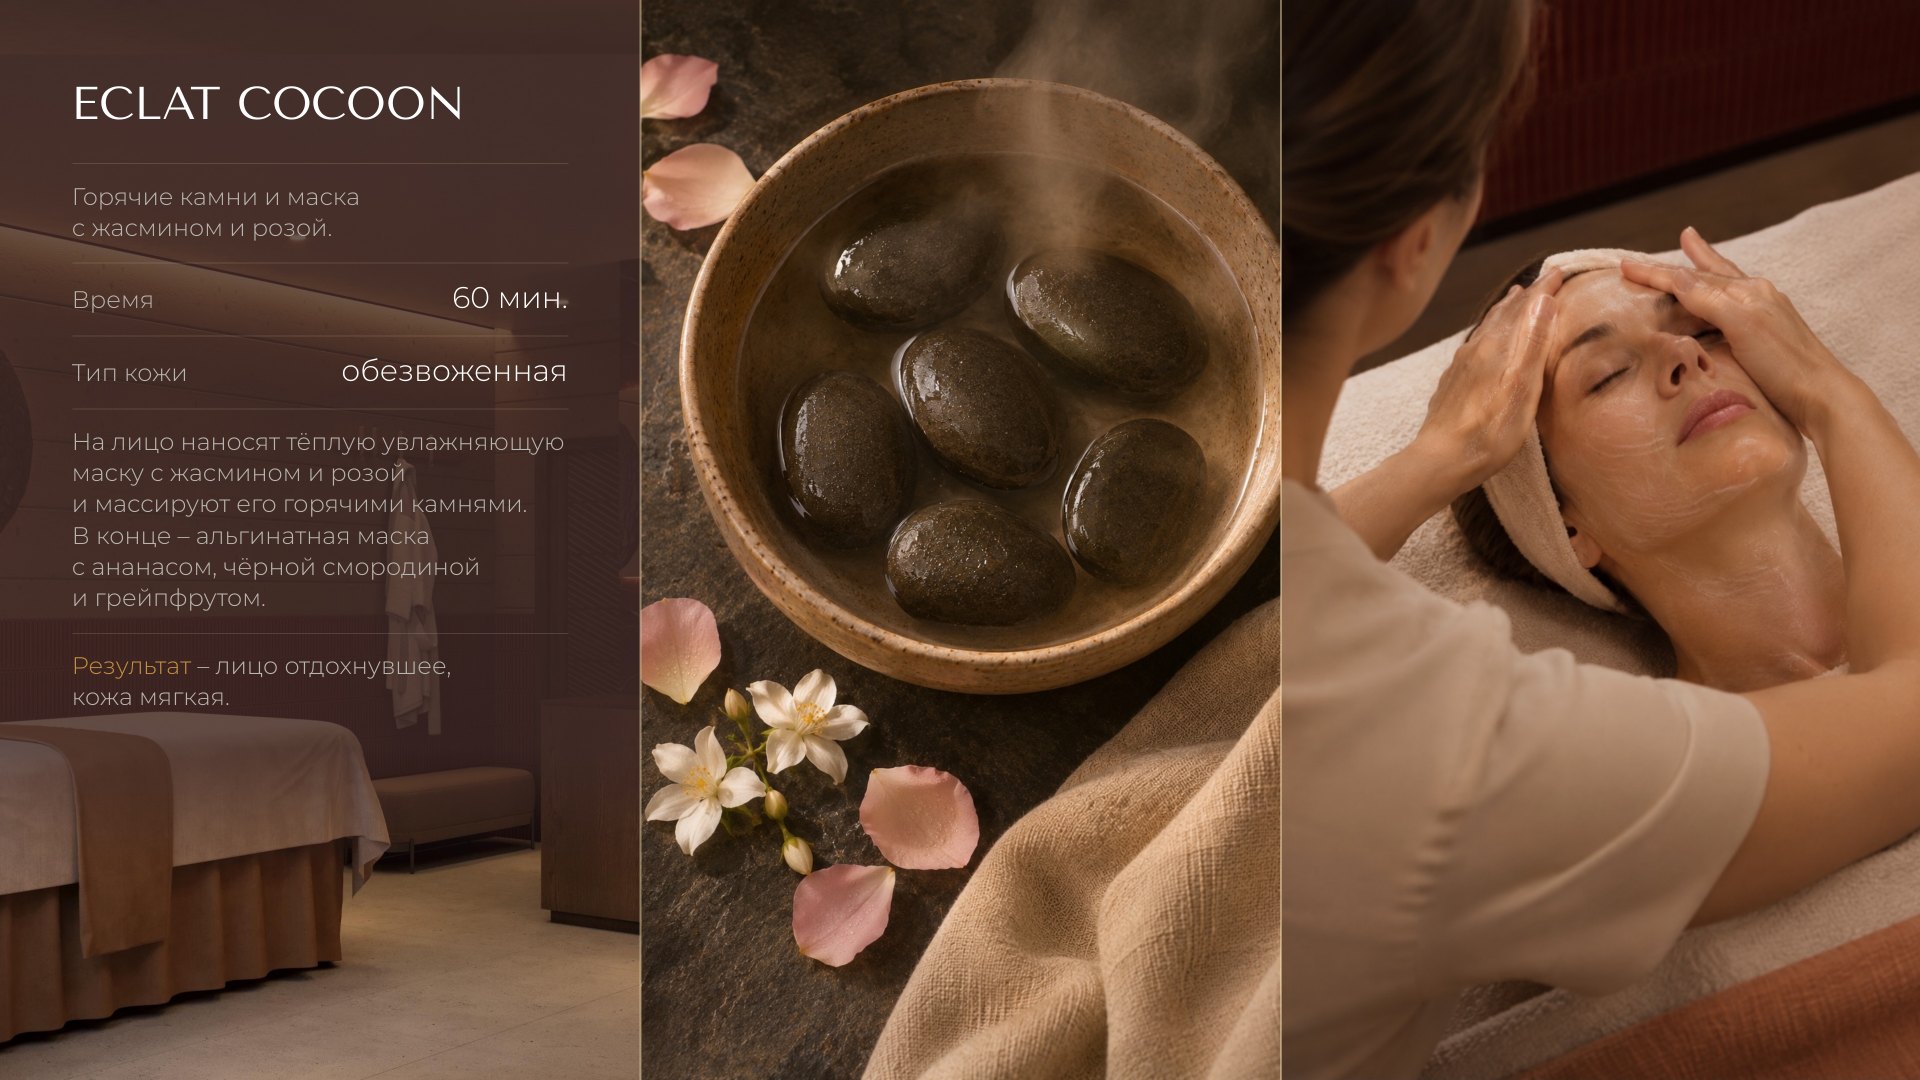 ECLAT COCOON
Горячие камни и маска
с жасмином и розой.
Время 60 мин.
Тип кожи обезвоженная
На лицо наносят тёплую увлажняющую
маску с жасмином и розой
и массируют его горячими камнями.
В конце – альгинатная маска
с ананасом, чёрной смородиной
и грейпфрутом.
Результат – лицо отдохнувшее,
кожа мягкая.